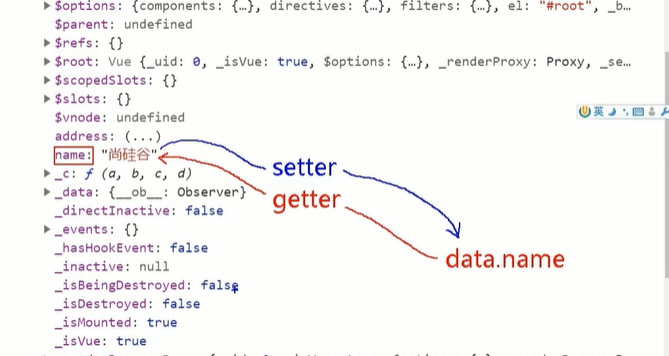 $options: {components: {…}, directives: {…}, filters: {…}, el: "#root", _b…
$parent: undefined
$refs: {}
$root: Vue {_uid: 0, _isVue: true, $options: {…}, _renderProxy: Proxy, _se…
$scopedSlots: {}
$slots: {}
$vnode: undefined
address: (...)
name: "尚硅谷"
setter
_c: ƒ (a, b, c, d)
_data: {__ob__: Observer}
getter
_directInactive: false
_events: {}
_hasHookEvent: false
data.name
_inactive: null
_isBeingDestroyed: false
_isDestroyed: false
_isMounted: true
_isVue: true
英